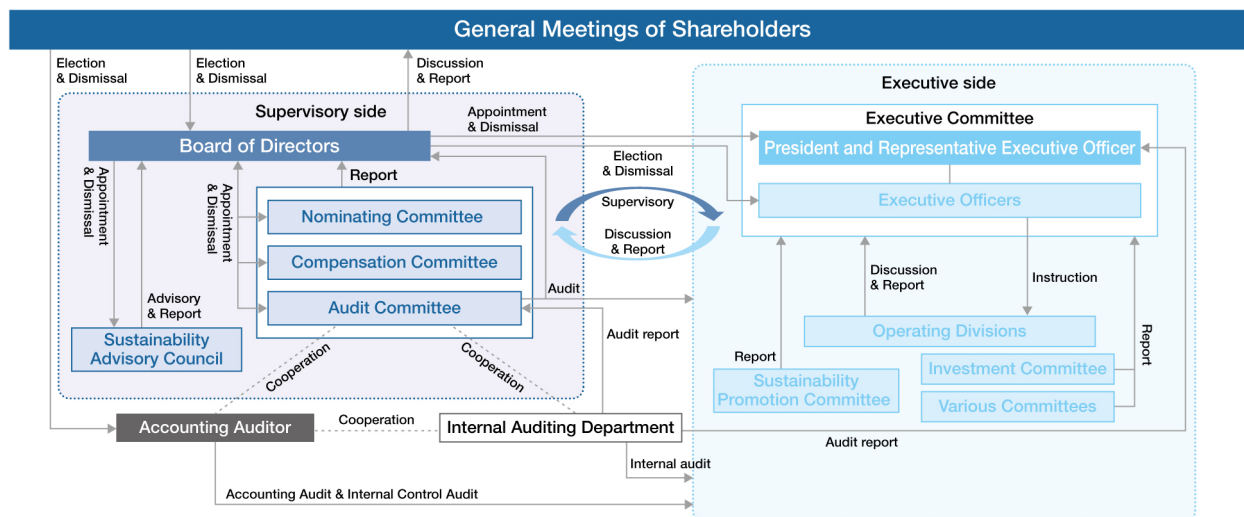 General Meetings of Shareholders
Election
& Dismissal
Election
& Dismissal
Discussion
& Report
Supervisory side
Board of Directors
Appointment
& Dismissal
Appointment
& Dismissal
Report
Nominating Committee
Compensation Committee
Audit Committee
Advisory
& Report
Sustainability
Advisory Council
Cooperation
Cooperation
Appointment
& Dismissal
Election
& Dismissal
Supervisory
Discussion
& Report
Audit
Audit report
Executive side
Executive Committee
President and Representative Executive Officer
Executive Officers
Discussion
& Report
Instruction
Operating Divisions
Report
Sustainability
Promotion Committee
Investment Committee
Various Committees
Report
Accounting Auditor
Cooperation
Internal Auditing Department
Audit report
Internal audit
Accounting Audit & Internal Control Audit